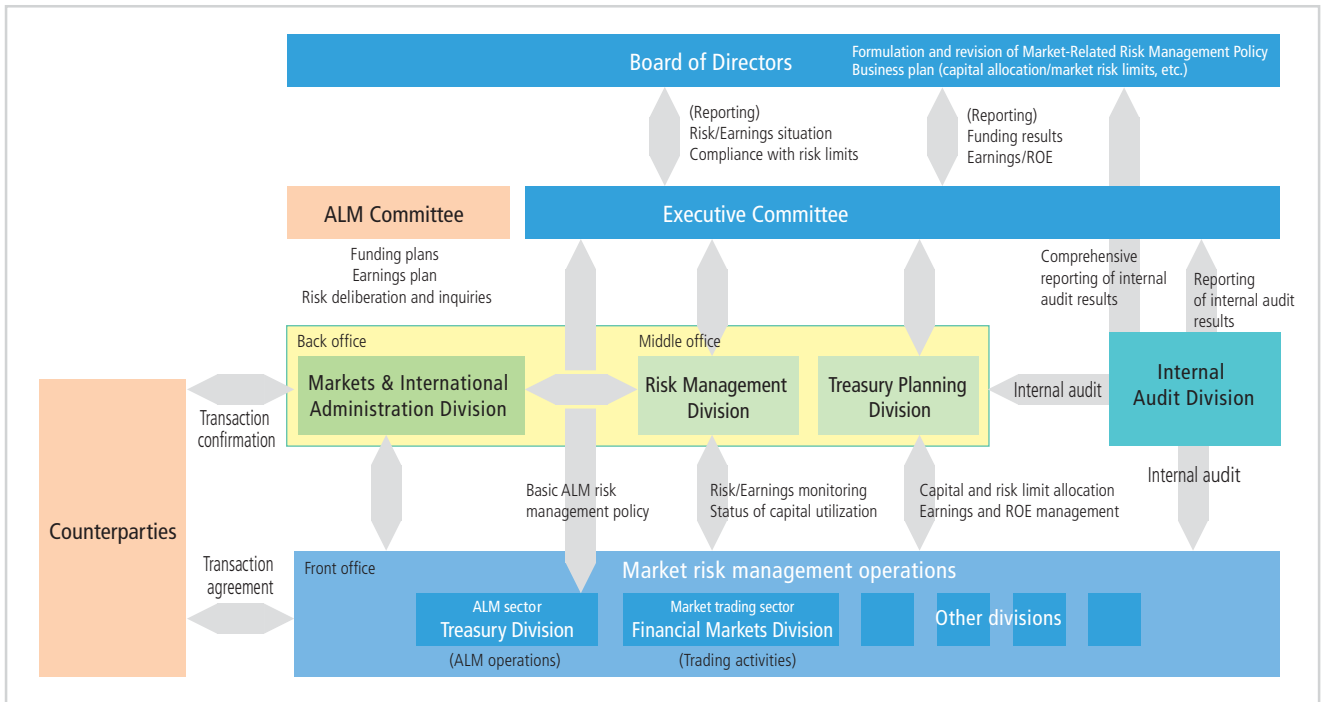 Board of Directors
Formulation and revision of Market-Related Risk Management Policy
Business plan (capital allocation/market risk limits, etc.)
(Reporting)
Risk/Earnings situation
Compliance with risk limits
(Reporting)
Funding results
Earnings/ROE
ALM Committee
Executive Committee
Funding plans
Earnings plan
Risk deliberation and inquiries
Comprehensive
reporting of internal
audit results
Reporting
of internal audit
results
Back office
Middle office
Markets & International
Administration Division
Risk Management
Division
Treasury Planning
Division
Internal audit
Internal
Audit Division
Transaction
confirmation
Counterparties
Basic ALM risk
management policy
Risk/Earnings monitoring
Status of capital utilization
Capital and risk limit allocation
Earnings and ROE management
Internal audit
Transaction
agreement
Front office
Market risk management operations
ALM sector
Treasury Division
(ALM operations)
Market trading sector
Financial Markets Division
(Trading activities)
Other divisions